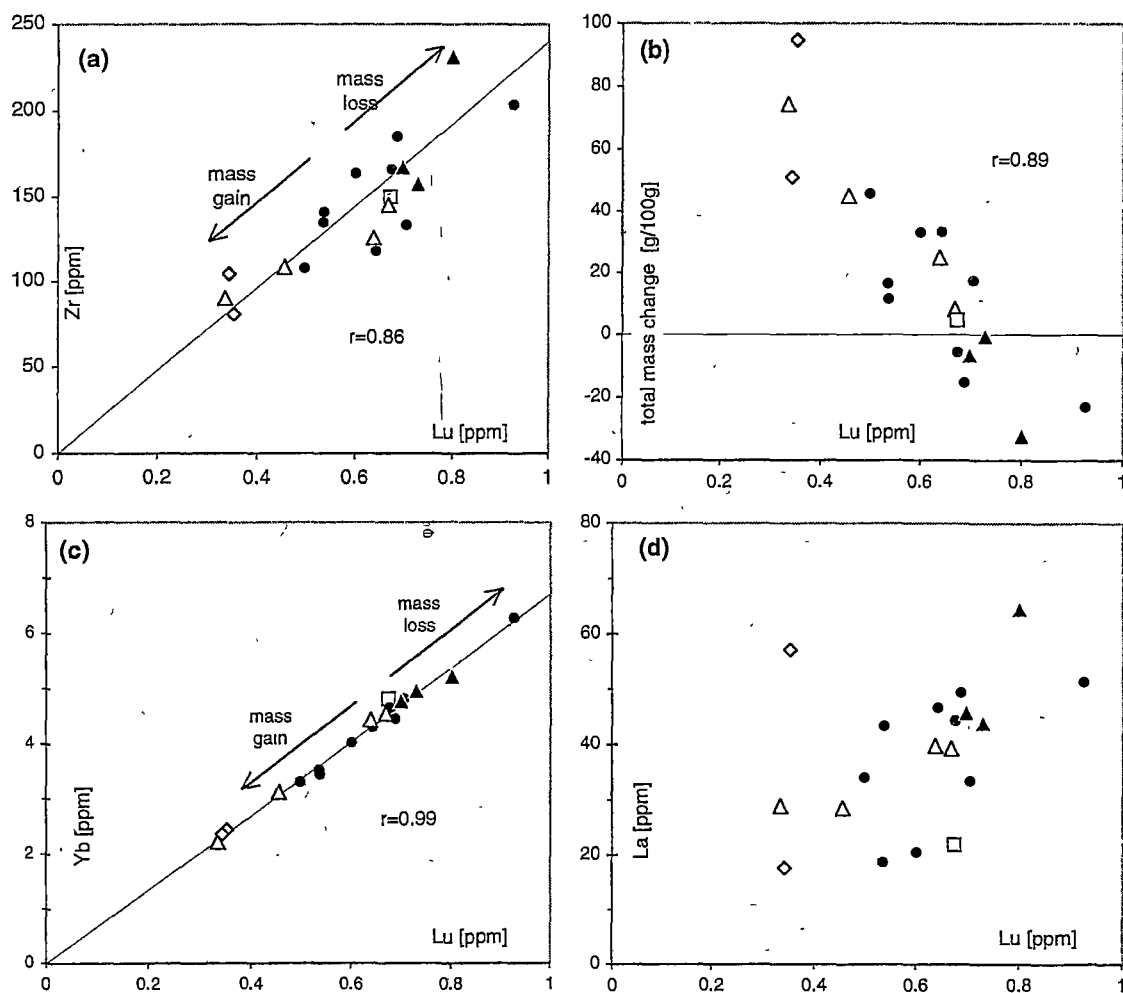 (a)
250
200
150
100
50
0
Zr [ppm]
mass
loss
mass
gain
r=0.86
Lu [ppm]
0 0.2 0.4 0.6 0.8 1
(b)
100
80
60
40
20
0
-20
-40
total mass change [g/100g]
r=0.89
Lu [ppm]
0 0.2 0.4 0.6 0.8 1
(c)
8
6
4
2
0
Yb [ppm]
mass
loss
mass
gain
r=0.99
Lu [ppm]
0 0.2 0.4 0.6 0.8 1
(d)
80
60
40
20
0
La [ppm]
Lu [ppm]
0 0.2 0.4 0.6 0.8 1